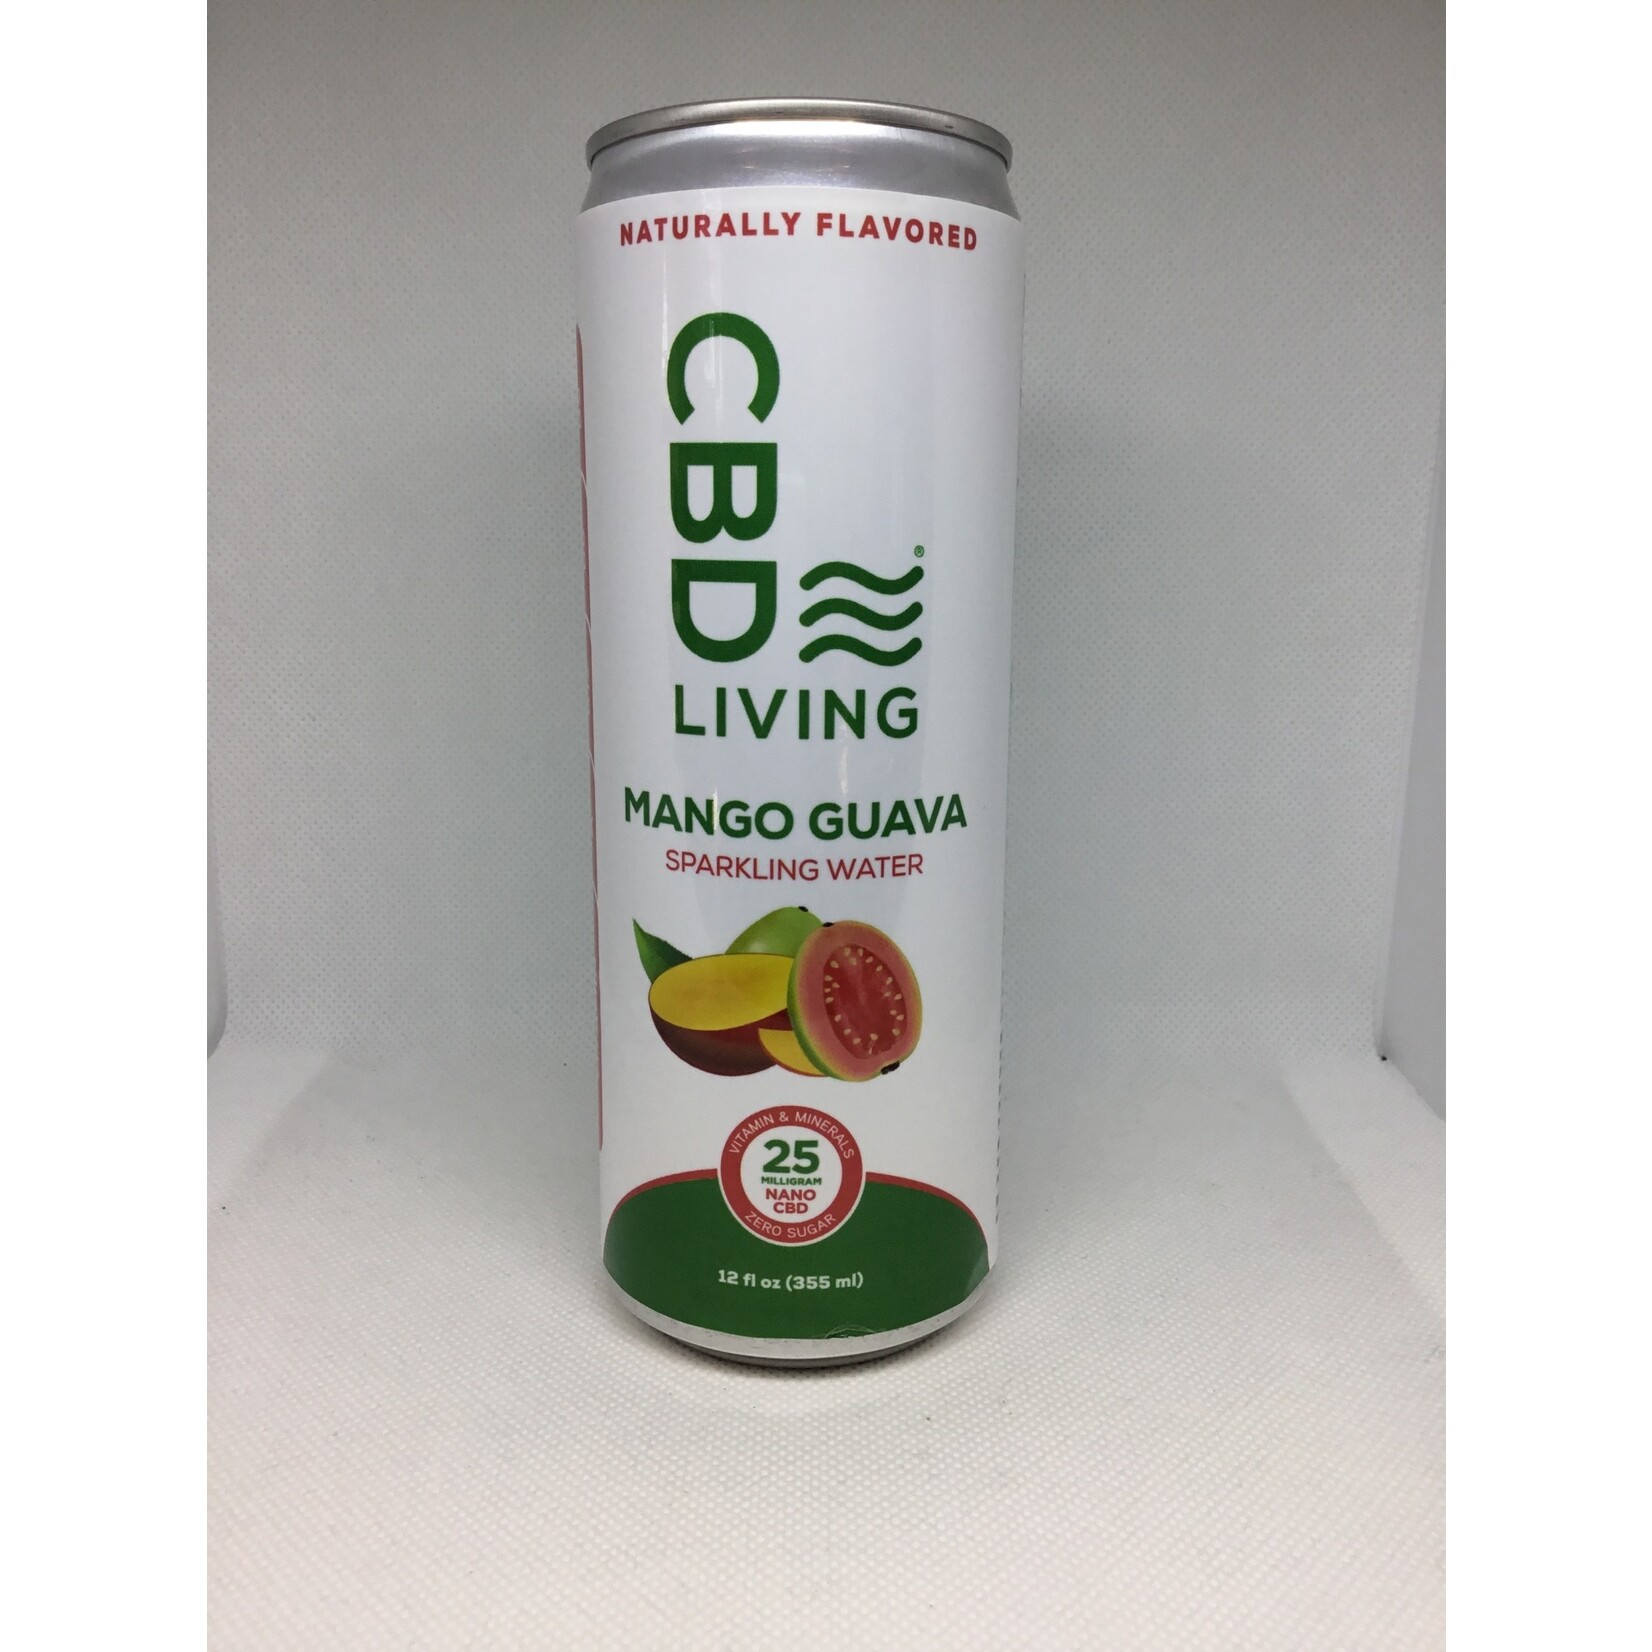 NATURALLY FLAVORED
CBD
®
LIVING
MANGO GUAVA
SPARKLING WATER
VITAMIN & MINERALS
25
MILLIGRAM
NANO
CBD
ZERO SUGAR
12 fl oz (355 ml)